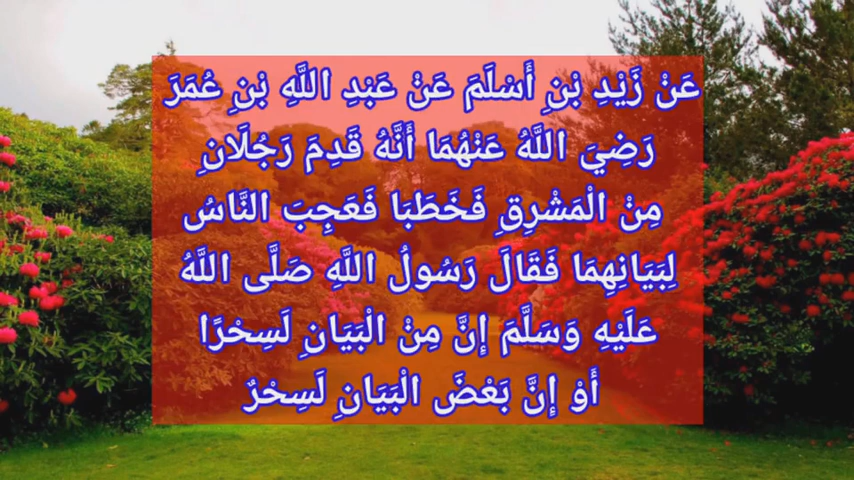 عَنْ زَيْدِ بْنِ أَسْلَمَ عَنْ عَبْدِ اللَّهِ بْنِ عُمَرَ
رَضِيَ اللَّهُ عَنْهُمَا أَنَّهُ قَدِمَ رَجُلَانِ
مِنْ الْمَشْرِقِ فَخَطَبَا فَعَجِبَ النَّاسُ
لِبَيَانِهِمَا فَقَالَ رَسُولُ اللَّهِ صَلَّى اللَّهُ
عَلَيْهِ وَسَلَّمَ إِنَّ مِنْ الْبَيَانِ لَسِحْرًا
أَوْ إِنَّ بَعْضَ الْبَيَانِ لَسِحْرٌ